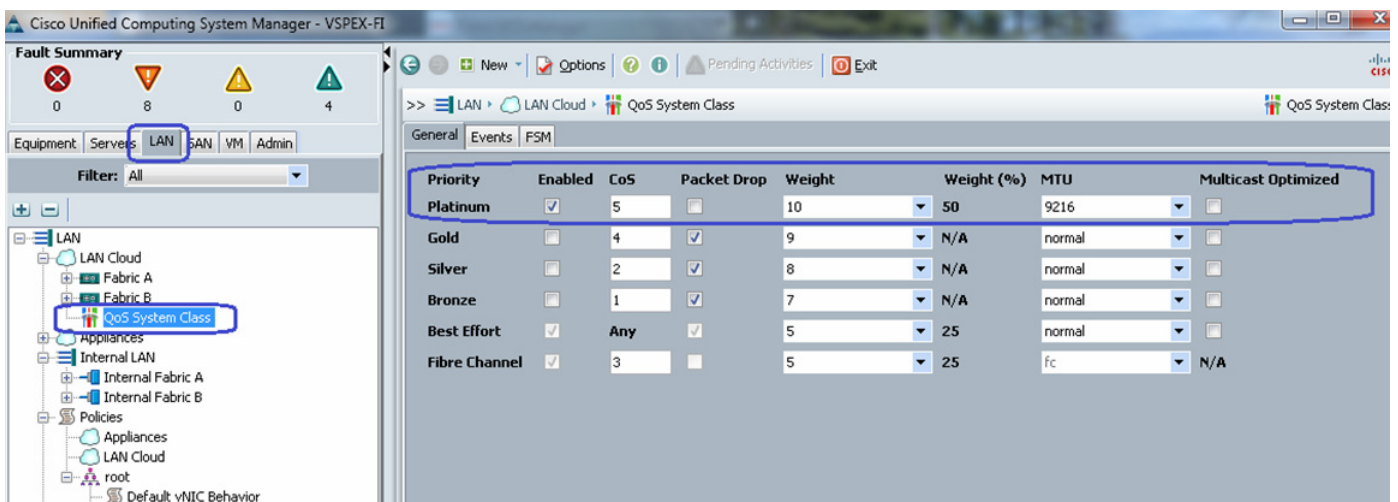 Cisco Unified Computing System Manager - VSPEX-FI
Fault Summary
0 8 0 4
Equipment Servers LAN SAN VM Admin
Filter: All
LAN
LAN Cloud
Fabric A
Fabric B
QoS System Class
Appliances
Internal LAN
Internal Fabric A
Internal Fabric B
Policies
Appliances
LAN Cloud
root
Default vNIC Behavior
New Options Pending Activities Exit
>> LAN LAN Cloud QoS System Class QoS System Class
General Events FSM
Priority Enabled CoS Packet Drop Weight Weight (%) MTU Multicast Optimized
Platinum 5 10 50 9216
Gold 4 9 N/A normal
Silver 2 8 N/A normal
Bronze 1 7 N/A normal
Best Effort Any 5 25 normal
Fibre Channel 3 5 25 fc N/A